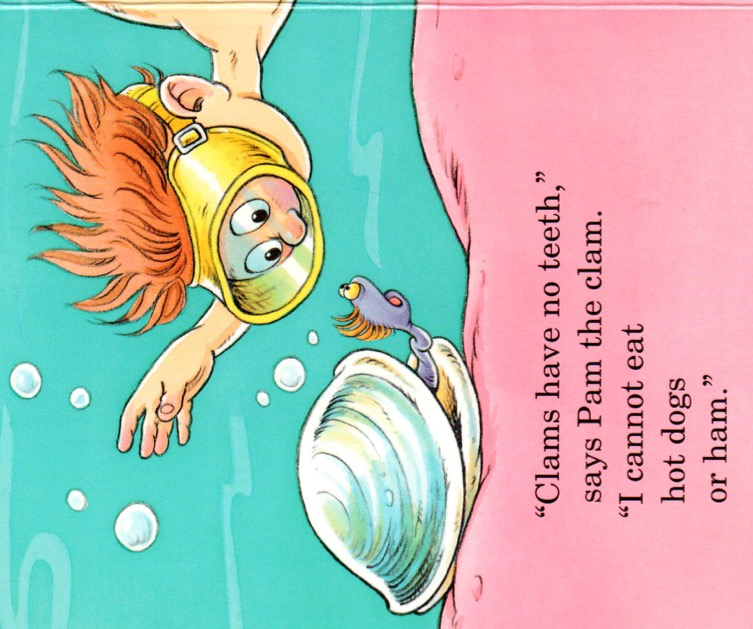 “Clams have no teeth,”
says Pam the clam.
“I cannot eat
hot dogs
or ham.”